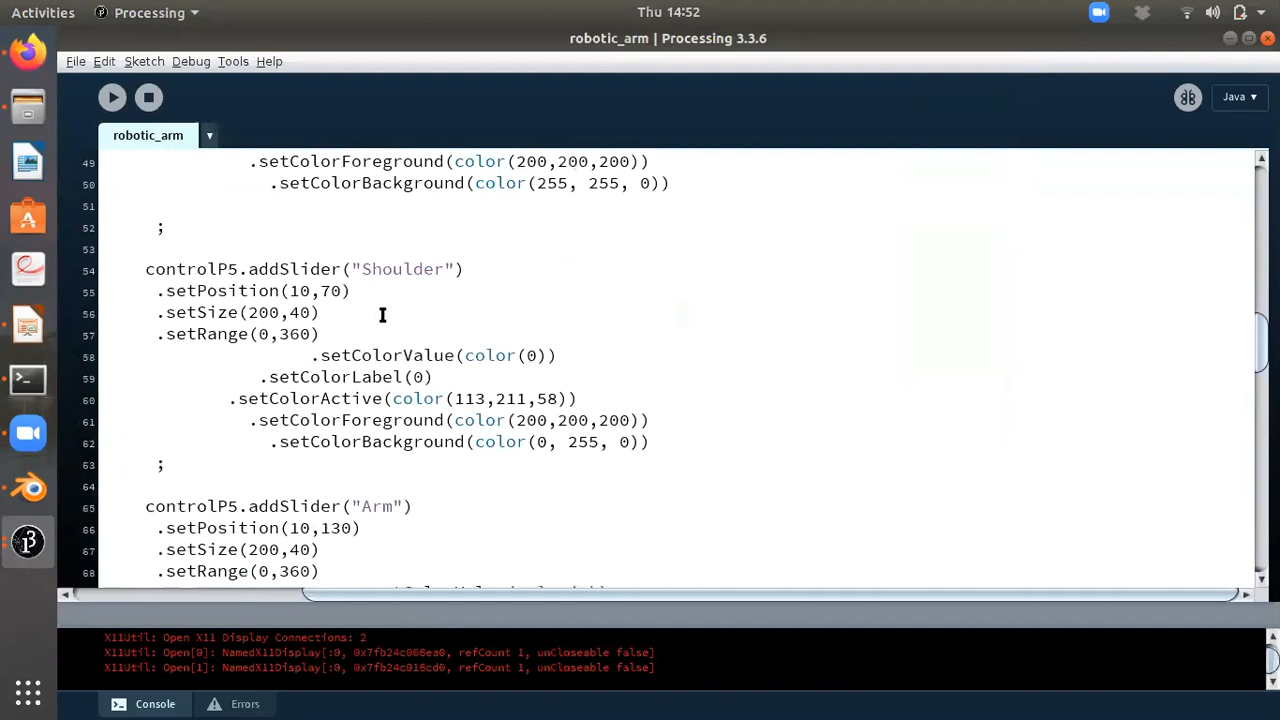 Activities
Processing
Thu 14:52
robotic_arm | Processing 3.3.6
File Edit Sketch Debug Tools Help
Java
robotic_arm
49 .setColorForeground(color(200,200,200))
50 .setColorBackground(color(255, 255, 0))
51
52 ;
53
54 controlP5.addSlider("Shoulder")
55 .setPosition(10,70)
56 .setSize(200,40)
57 .setRange(0,360)
58 .setColorValue(color(0))
59 .setColorLabel(0)
60 .setColorActive(color(113,211,58))
61 .setColorForeground(color(200,200,200))
62 .setColorBackground(color(0, 255, 0))
63 ;
64
65 controlP5.addSlider("Arm")
66 .setPosition(10,130)
67 .setSize(200,40)
68 .setRange(0,360)
X11Util: Open X11 Display Connections: 2
X11Util: Open[0]: NamedX11Display[:0, 0x7fb24c006ea0, refCount 1, unCloseable false]
X11Util: Open[1]: NamedX11Display[:0, 0x7fb24c016cd0, refCount 1, unCloseable false]
Console
Errors